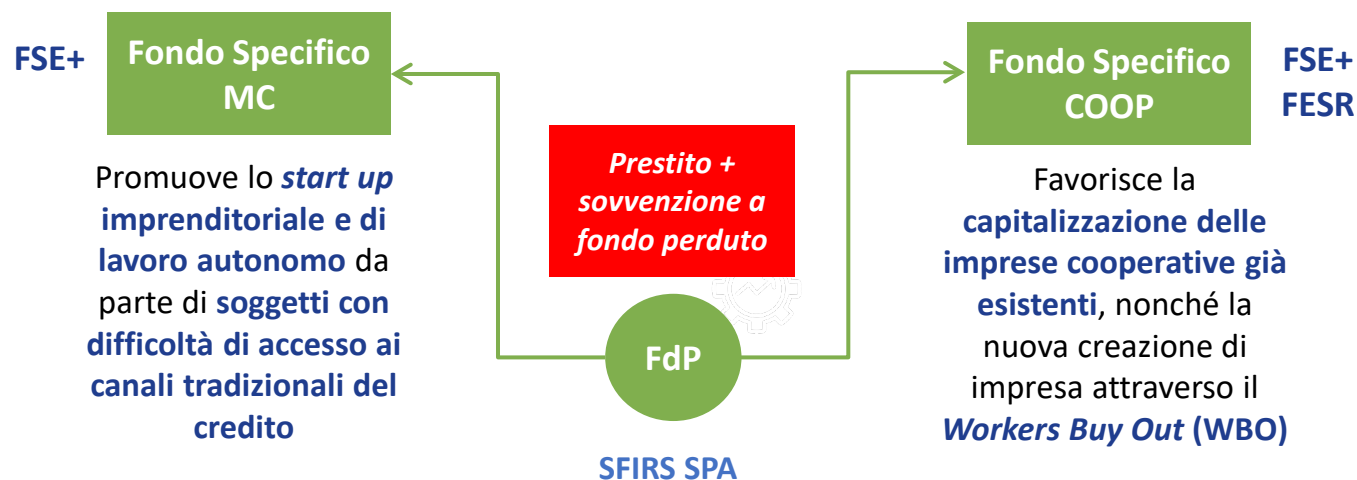 FSE+
Fondo Specifico
MC
Promuove lo start up
imprenditoriale e di
lavoro autonomo da
parte di soggetti con
difficoltà di accesso ai
canali tradizionali del
credito
Prestito +
sovvenzione a
fondo perduto
FdP
SFIRS SPA
Fondo Specifico
COOP
FSE+
FESR
Favorisce la
capitalizzazione delle
imprese cooperative già
esistenti, nonché la
nuova creazione di
impresa attraverso il
Workers Buy Out (WBO)